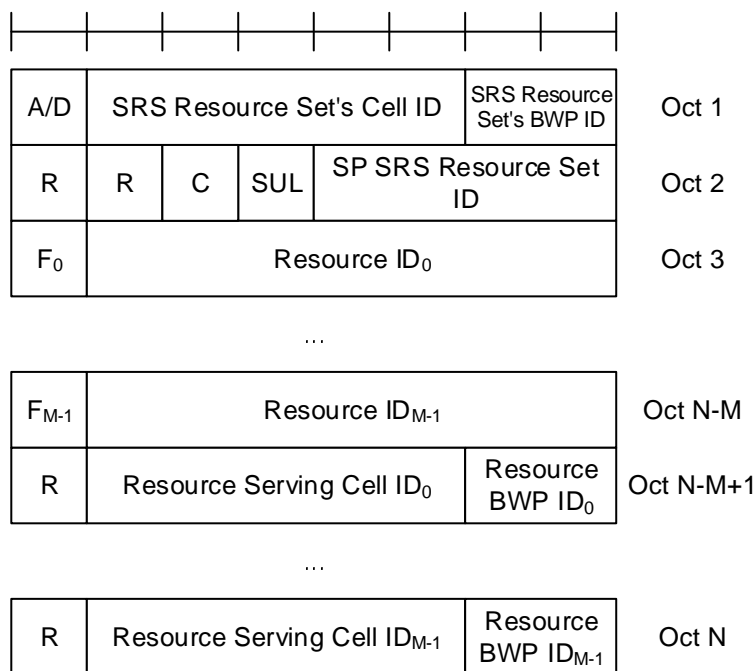 A/D SRS Resource Set's Cell ID SRS Resource Set's BWP ID Oct 1
R R C SUL SP SRS Resource Set ID Oct 2
F0 Resource ID0 Oct 3
...
FM-1 Resource IDM-1 Oct N-M
R Resource Serving Cell ID0 Resource BWP ID0 Oct N-M+1
...
R Resource Serving Cell IDM-1 Resource BWP IDM-1 Oct N